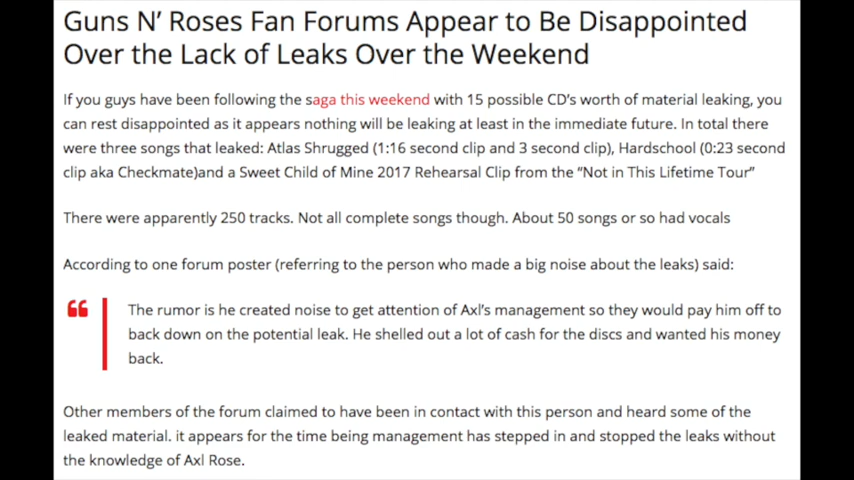 Guns N’ Roses Fan Forums Appear to Be Disappointed
Over the Lack of Leaks Over the Weekend
If you guys have been following the saga this weekend with 15 possible CD’s worth of material leaking, you
can rest disappointed as it appears nothing will be leaking at least in the immediate future. In total there
were three songs that leaked: Atlas Shrugged (1:16 second clip and 3 second clip), Hardschool (0:23 second
clip aka Checkmate)and a Sweet Child of Mine 2017 Rehearsal Clip from the “Not in This Lifetime Tour”
There were apparently 250 tracks. Not all complete songs though. About 50 songs or so had vocals
According to one forum poster (referring to the person who made a big noise about the leaks) said:
The rumor is he created noise to get attention of Axl’s management so they would pay him off to
back down on the potential leak. He shelled out a lot of cash for the discs and wanted his money
back.
Other members of the forum claimed to have been in contact with this person and heard some of the
leaked material. it appears for the time being management has stepped in and stopped the leaks without
the knowledge of Axl Rose.